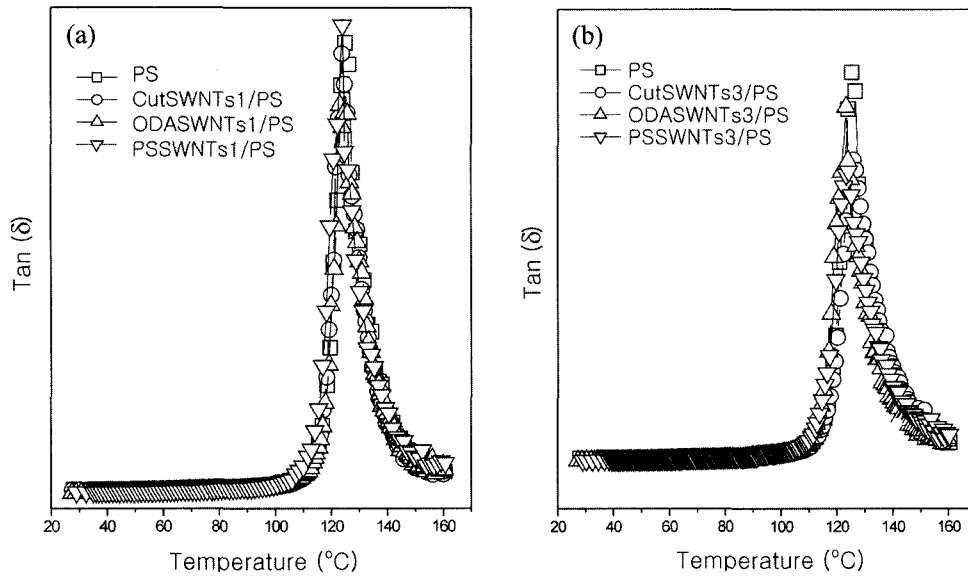 (a)
PS
CutSWNTs1/PS
ODASWNTs1/PS
PSSWNTs1/PS
Tan (δ)
20 40 60 80 100 120 140 160
Temperature (°C)
(b)
PS
CutSWNTs3/PS
ODASWNTs3/PS
PSSWNTs3/PS
Tan (δ)
20 40 60 80 100 120 140 160
Temperature (°C)